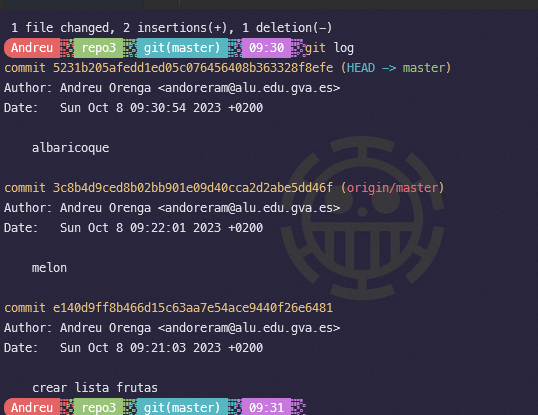 1 file changed, 2 insertions(+), 1 deletion(-)
Andreu repo3 git(master) 09:30 git log
commit 5231b205afedd1ed05c076456408b363328f8efe (HEAD -> master)
Author: Andreu Orenga <andoreram@alu.edu.gva.es>
Date:   Sun Oct 8 09:30:54 2023 +0200
albaricoque
commit 3c8b4d9ced8b02bb901e09d40cca2d2abe5dd46f (origin/master)
Author: Andreu Orenga <andoreram@alu.edu.gva.es>
Date:   Sun Oct 8 09:22:01 2023 +0200
melon
commit e140d9ff8b466d15c63aa7e54ace9440f26e6481
Author: Andreu Orenga <andoreram@alu.edu.gva.es>
Date:   Sun Oct 8 09:21:03 2023 +0200
crear lista frutas
Andreu repo3 git(master) 09:31